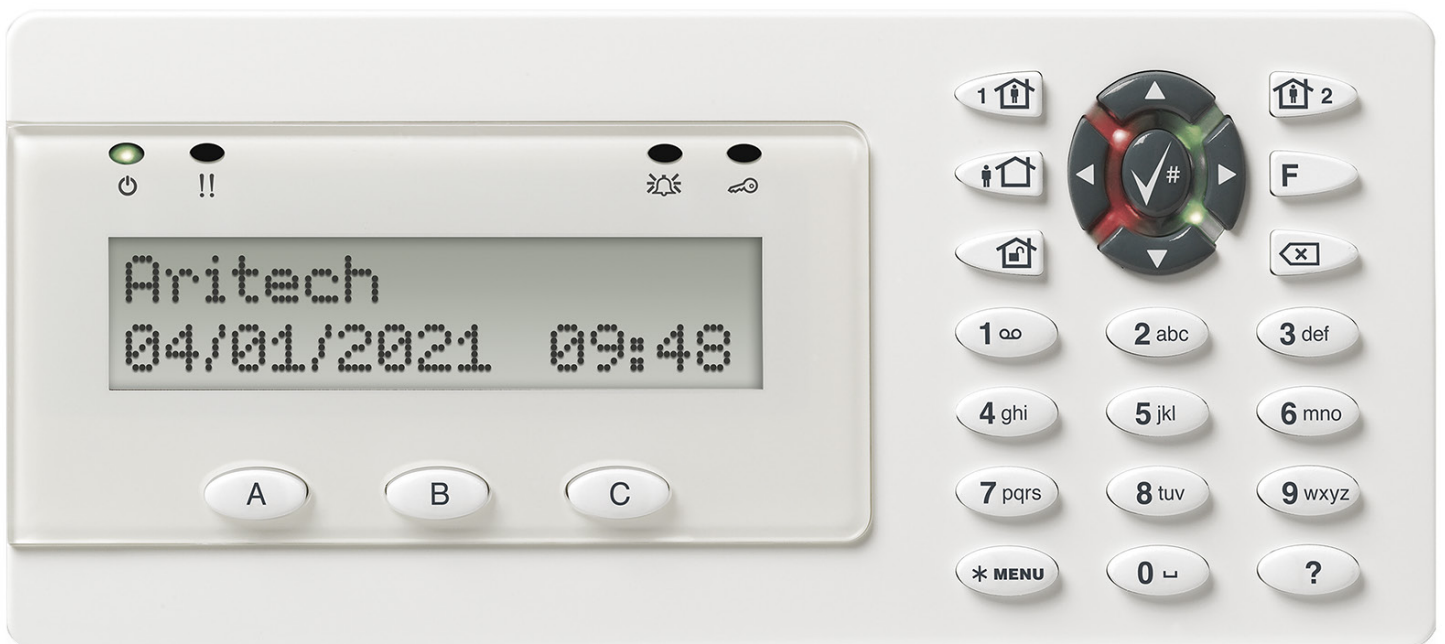 1
2
!!
#
F
Aritech
04/01/2021 09:48
1
2 abc
3 def
4 ghi
5 jkl
6 mno
A
B
C
7 pqrs
8 tuv
9 wxyz
* MENU
0
?